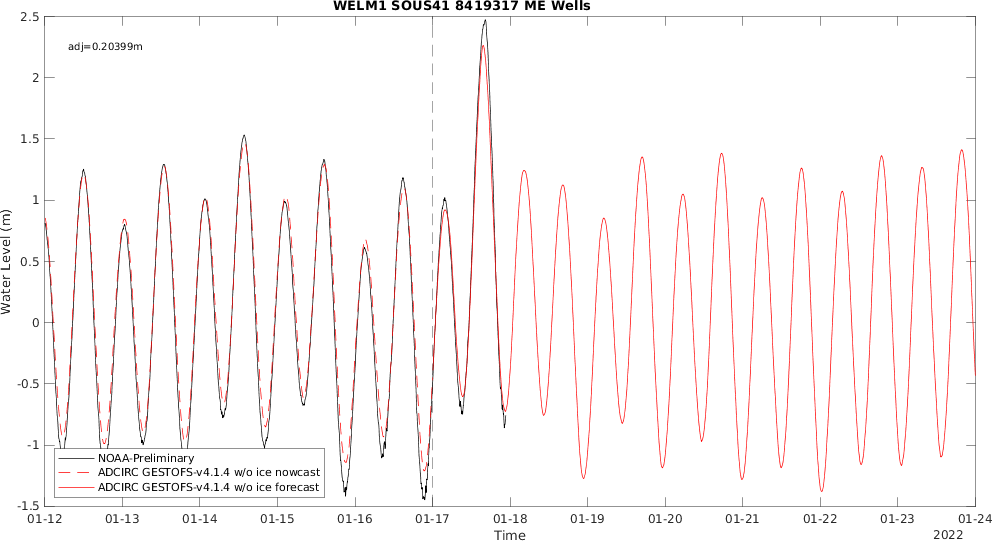 WELM1 SOUS41 8419317 ME Wells
adj=0.20399m
2.5
2
1.5
1
0.5
0
-0.5
-1
-1.5
Water Level (m)
NOAA-Preliminary
ADCIRC GESTOFS-v4.1.4 w/o ice nowcast
ADCIRC GESTOFS-v4.1.4 w/o ice forecast
01-12 01-13 01-14 01-15 01-16 01-17 01-18 01-19 01-20 01-21 01-22 01-23 01-24
Time
2022